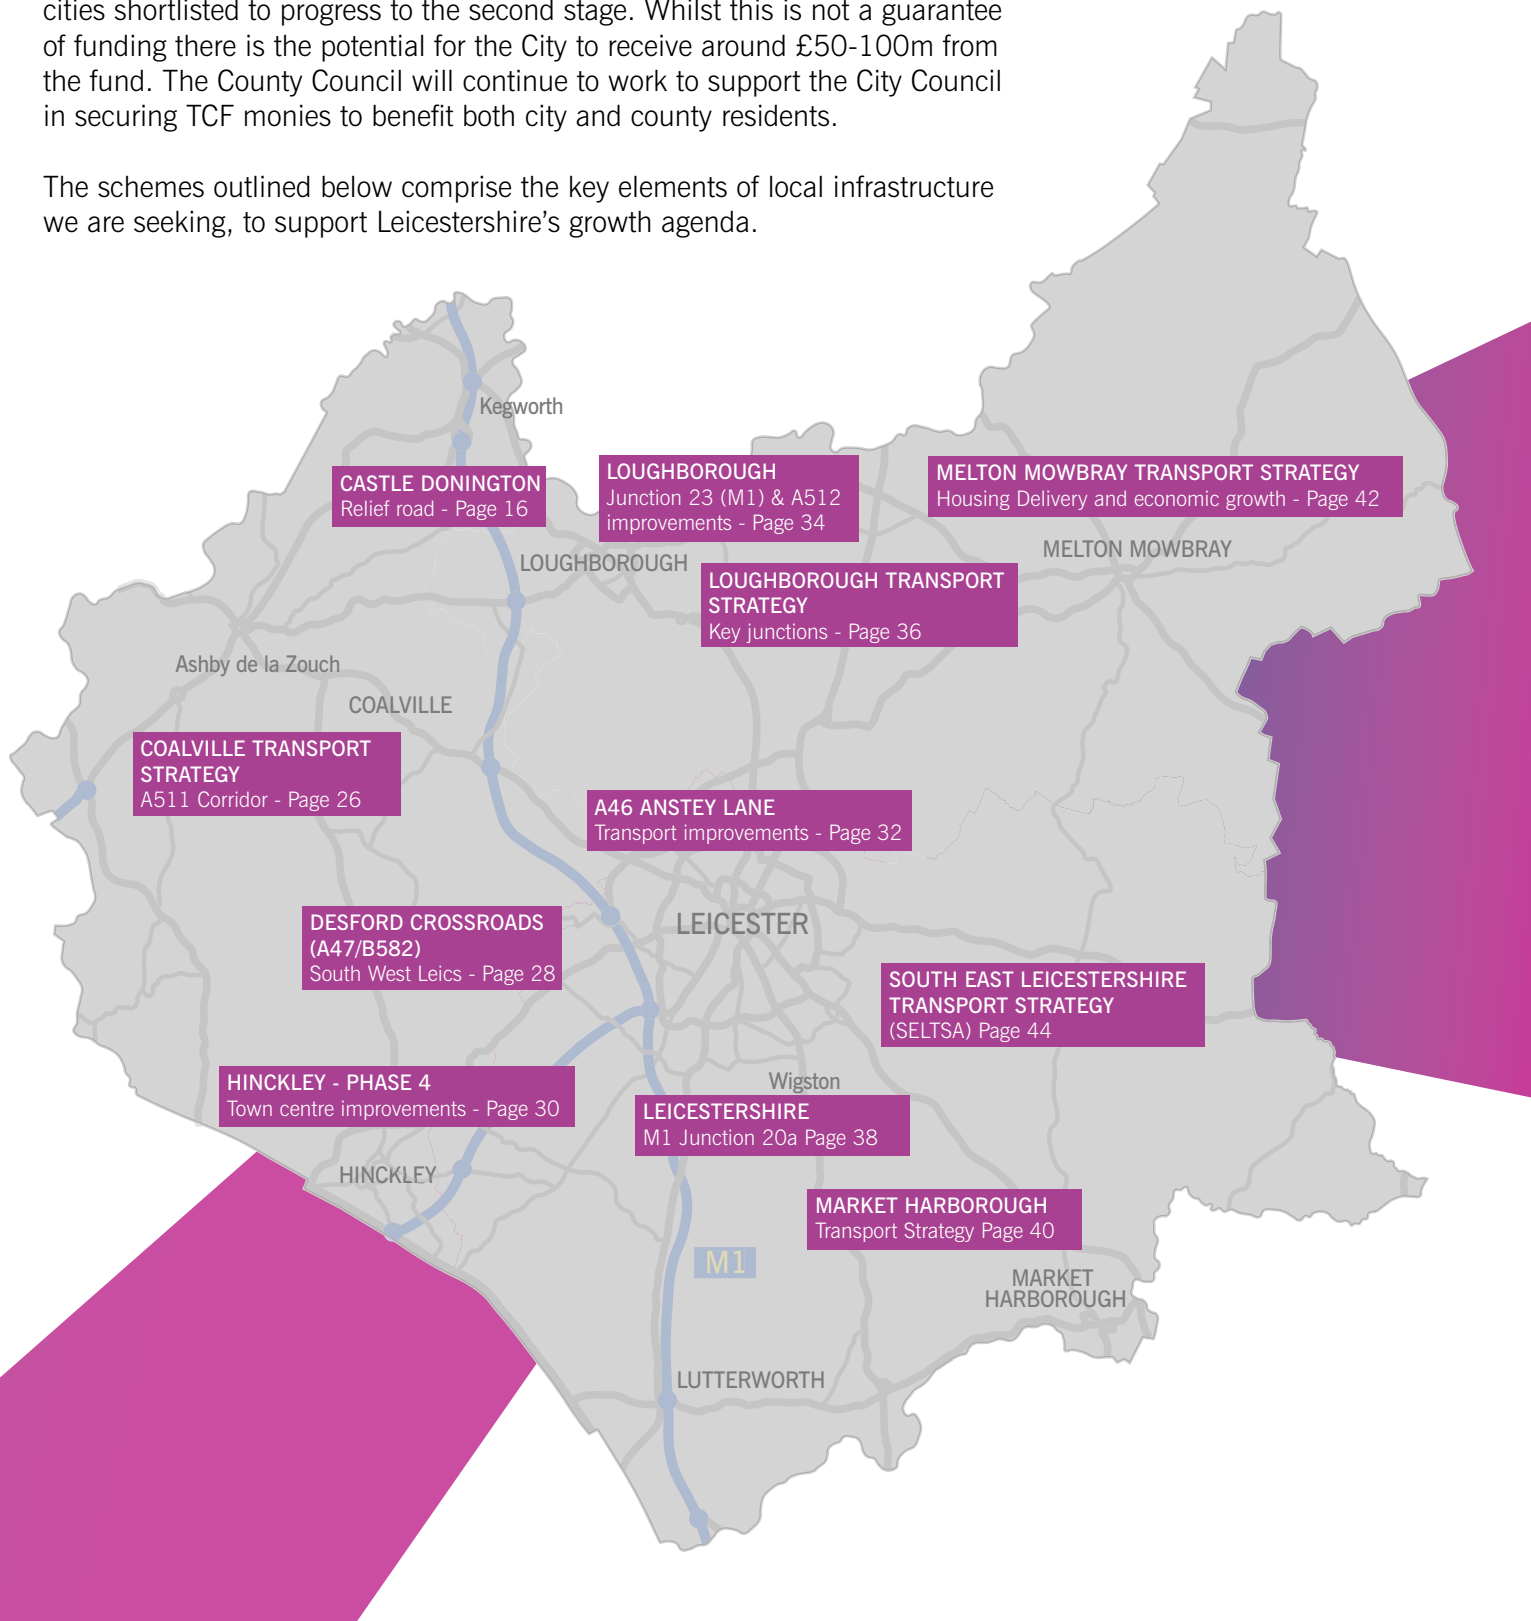 cities shortlisted to progress to the second stage. Whilst this is not a guarantee
of funding there is the potential for the City to receive around £50-100m from
the fund. The County Council will continue to work to support the City Council
in securing TCF monies to benefit both city and county residents.
The schemes outlined below comprise the key elements of local infrastructure
we are seeking, to support Leicestershire’s growth agenda.
Kegworth
CASTLE DONINGTON
Relief road - Page 16
LOUGHBOROUGH
Junction 23 (M1) & A512
improvements - Page 34
MELTON MOWBRAY TRANSPORT STRATEGY
Housing Delivery and economic growth - Page 42
LOUGHBOROUGH
MELTON MOWBRAY
LOUGHBOROUGH TRANSPORT
STRATEGY
Key junctions - Page 36
Ashby de la Zouch
COALVILLE
COALVILLE TRANSPORT
STRATEGY
A511 Corridor - Page 26
A46 ANSTEY LANE
Transport improvements - Page 32
DESFORD CROSSROADS
(A47/B582)
South West Leics - Page 28
LEICESTER
SOUTH EAST LEICESTERSHIRE
TRANSPORT STRATEGY
(SELTSA) Page 44
HINCKLEY - PHASE 4
Town centre improvements - Page 30
Wigston
LEICESTERSHIRE
M1 Junction 20a Page 38
HINCKLEY
MARKET HARBOROUGH
Transport Strategy Page 40
M1
MARKET
HARBOROUGH
LUTTERWORTH